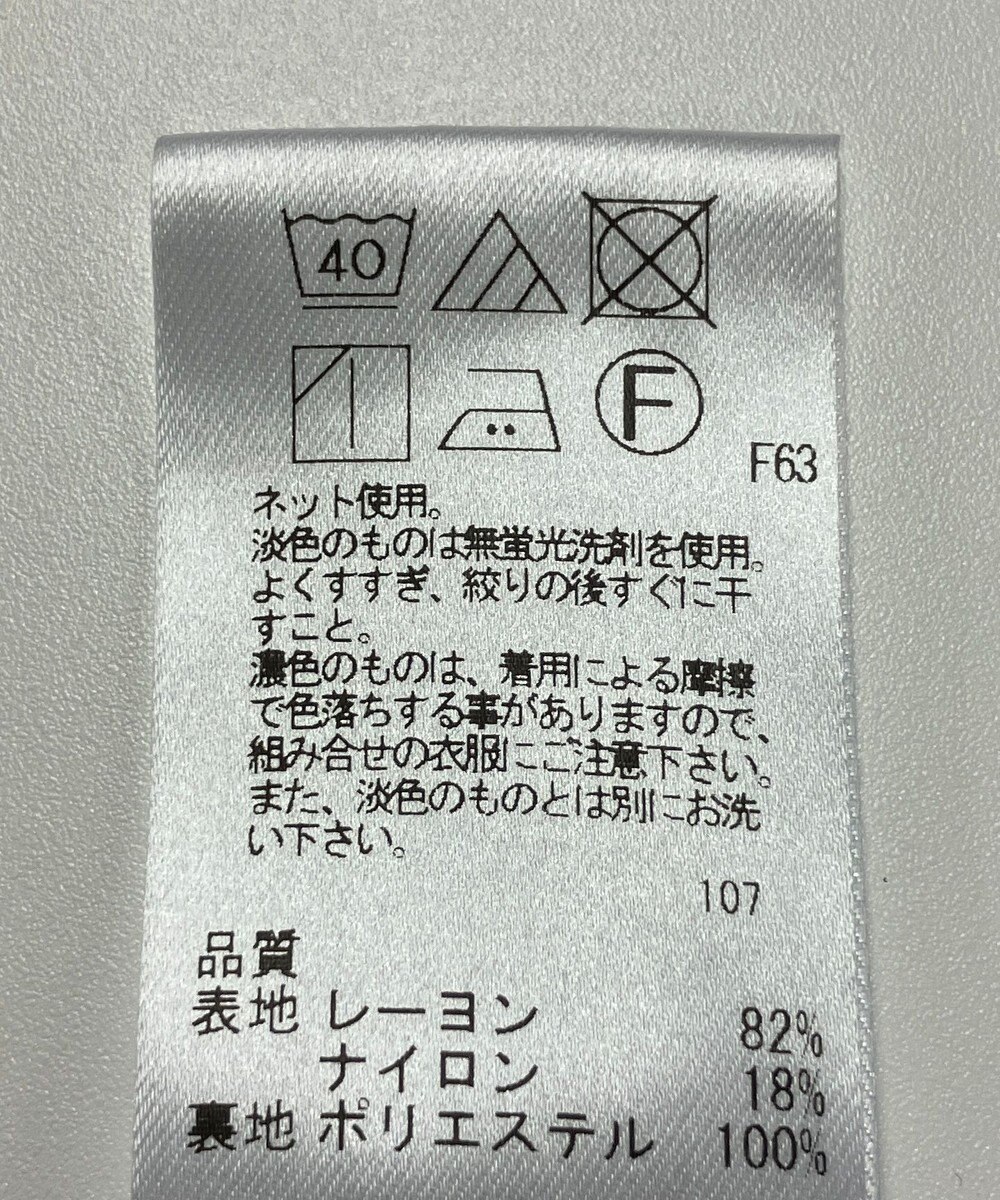 40
F
F63
ネット使用。
淡色のものは無蛍光洗剤を使用。
よくすすぎ、絞りの後すぐに干
すこと。
濃色のものは、着用による摩擦
で色落ちする事がありますので、
組み合せの衣服にご注意下さい。
また、淡色のものとは別にお洗
い下さい。
107
品質
表地 レーヨン 82%
ナイロン 18%
裏地 ポリエステル 100%